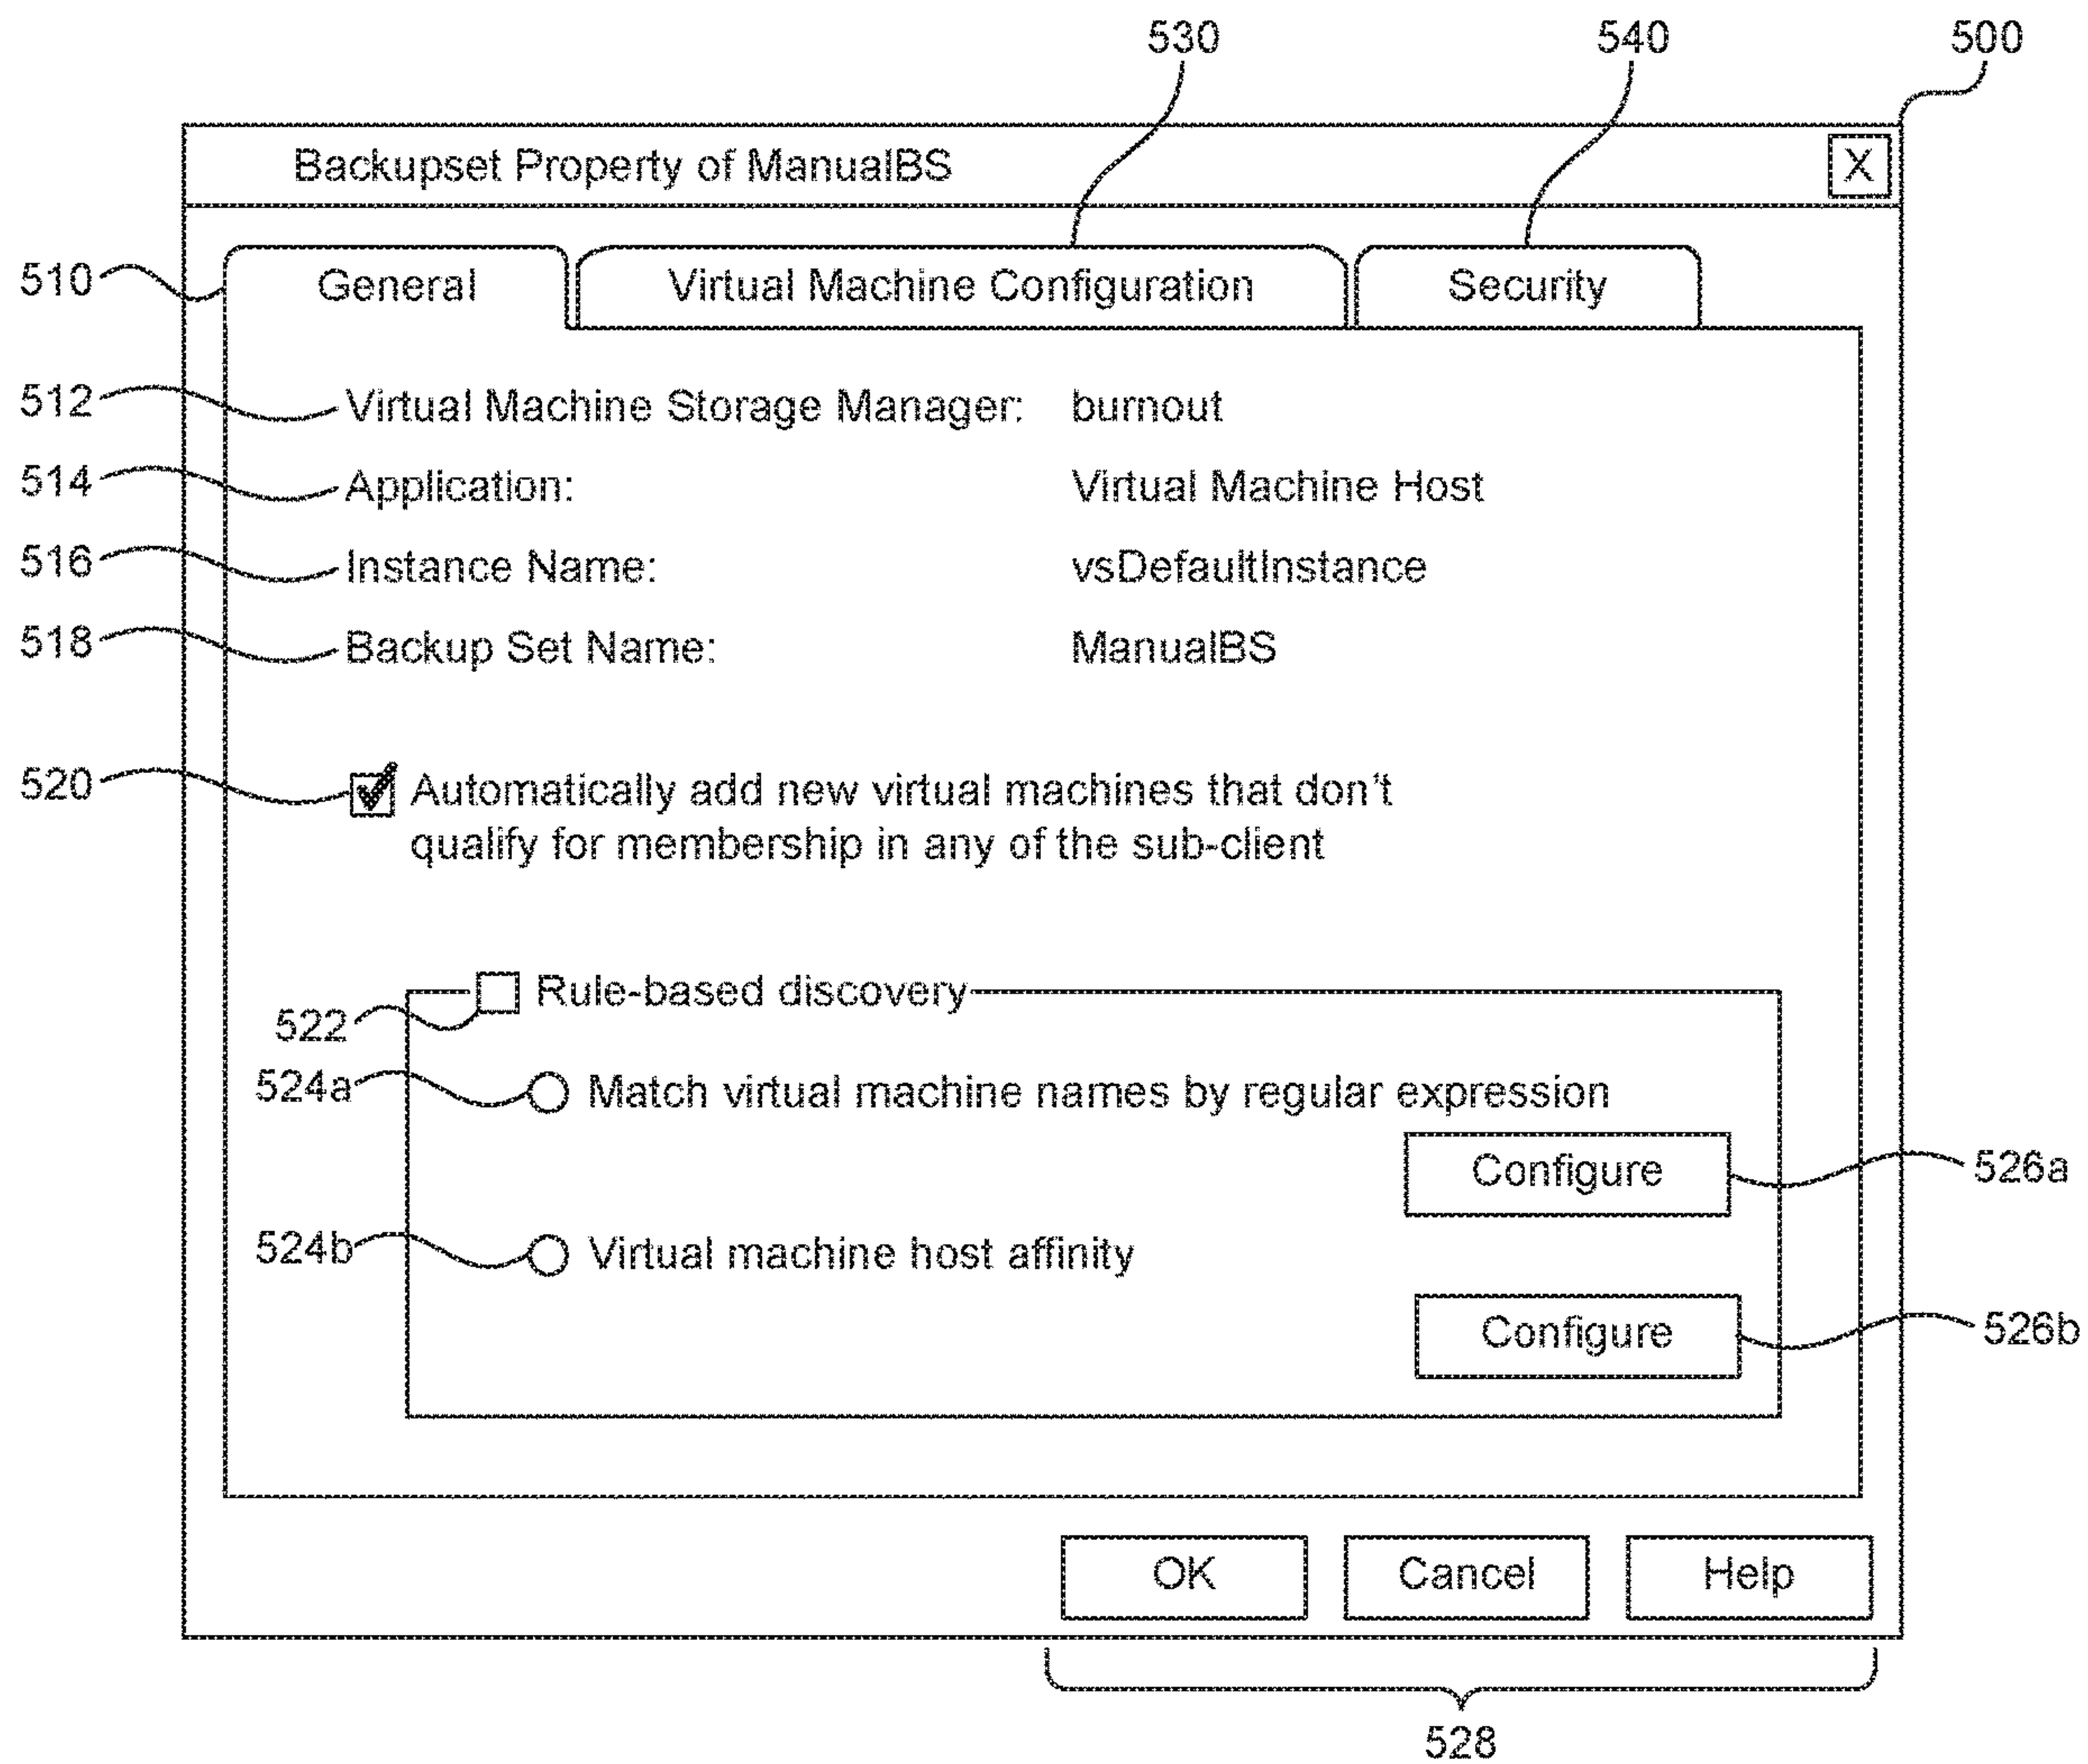 530 540 500
Backupset Property of ManualBS X
510 General Virtual Machine Configuration Security
512 Virtual Machine Storage Manager: burnout
514 Application: Virtual Machine Host
516 Instance Name: vsDefaultInstance
518 Backup Set Name: ManualBS
520 Automatically add new virtual machines that don't
qualify for membership in any of the sub-client
Rule-based discovery
522
524a Match virtual machine names by regular expression
Configure 526a
524b Virtual machine host affinity
Configure 526b
OK Cancel Help
528